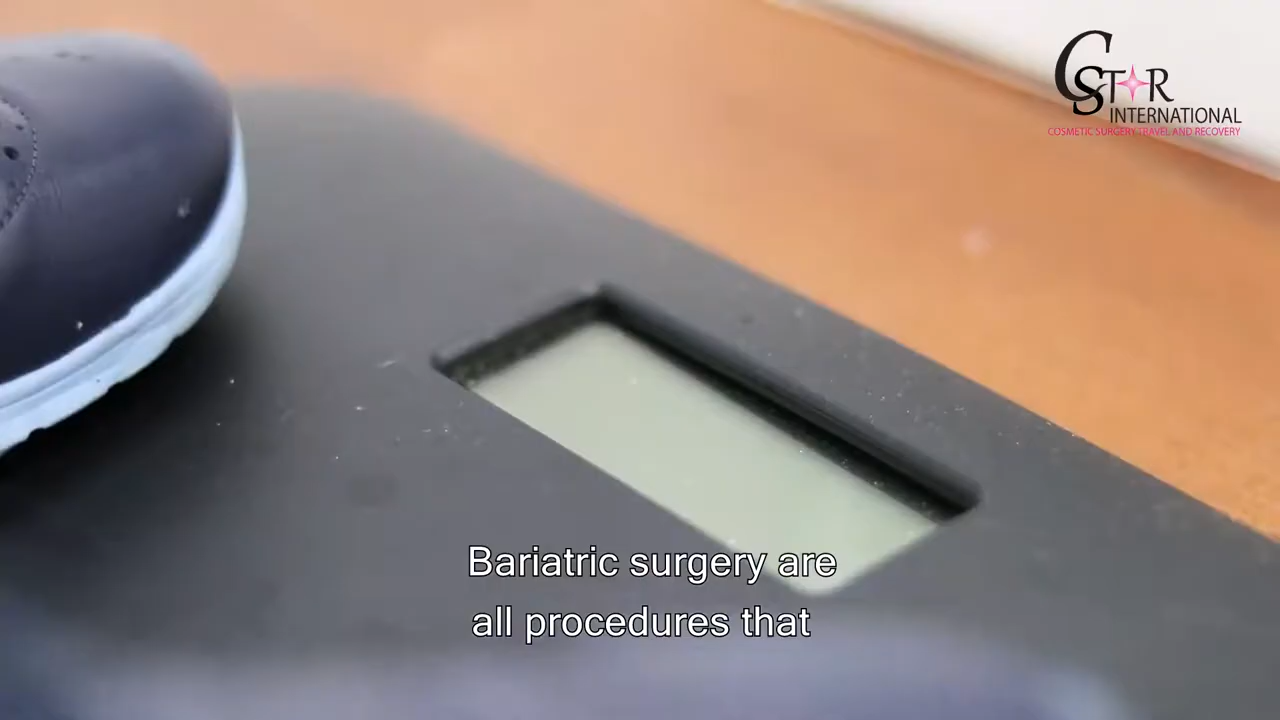 CSTAR
INTERNATIONAL
COSMETIC SURGERY TRAVEL AND RECOVERY
Bariatric surgery are
all procedures that